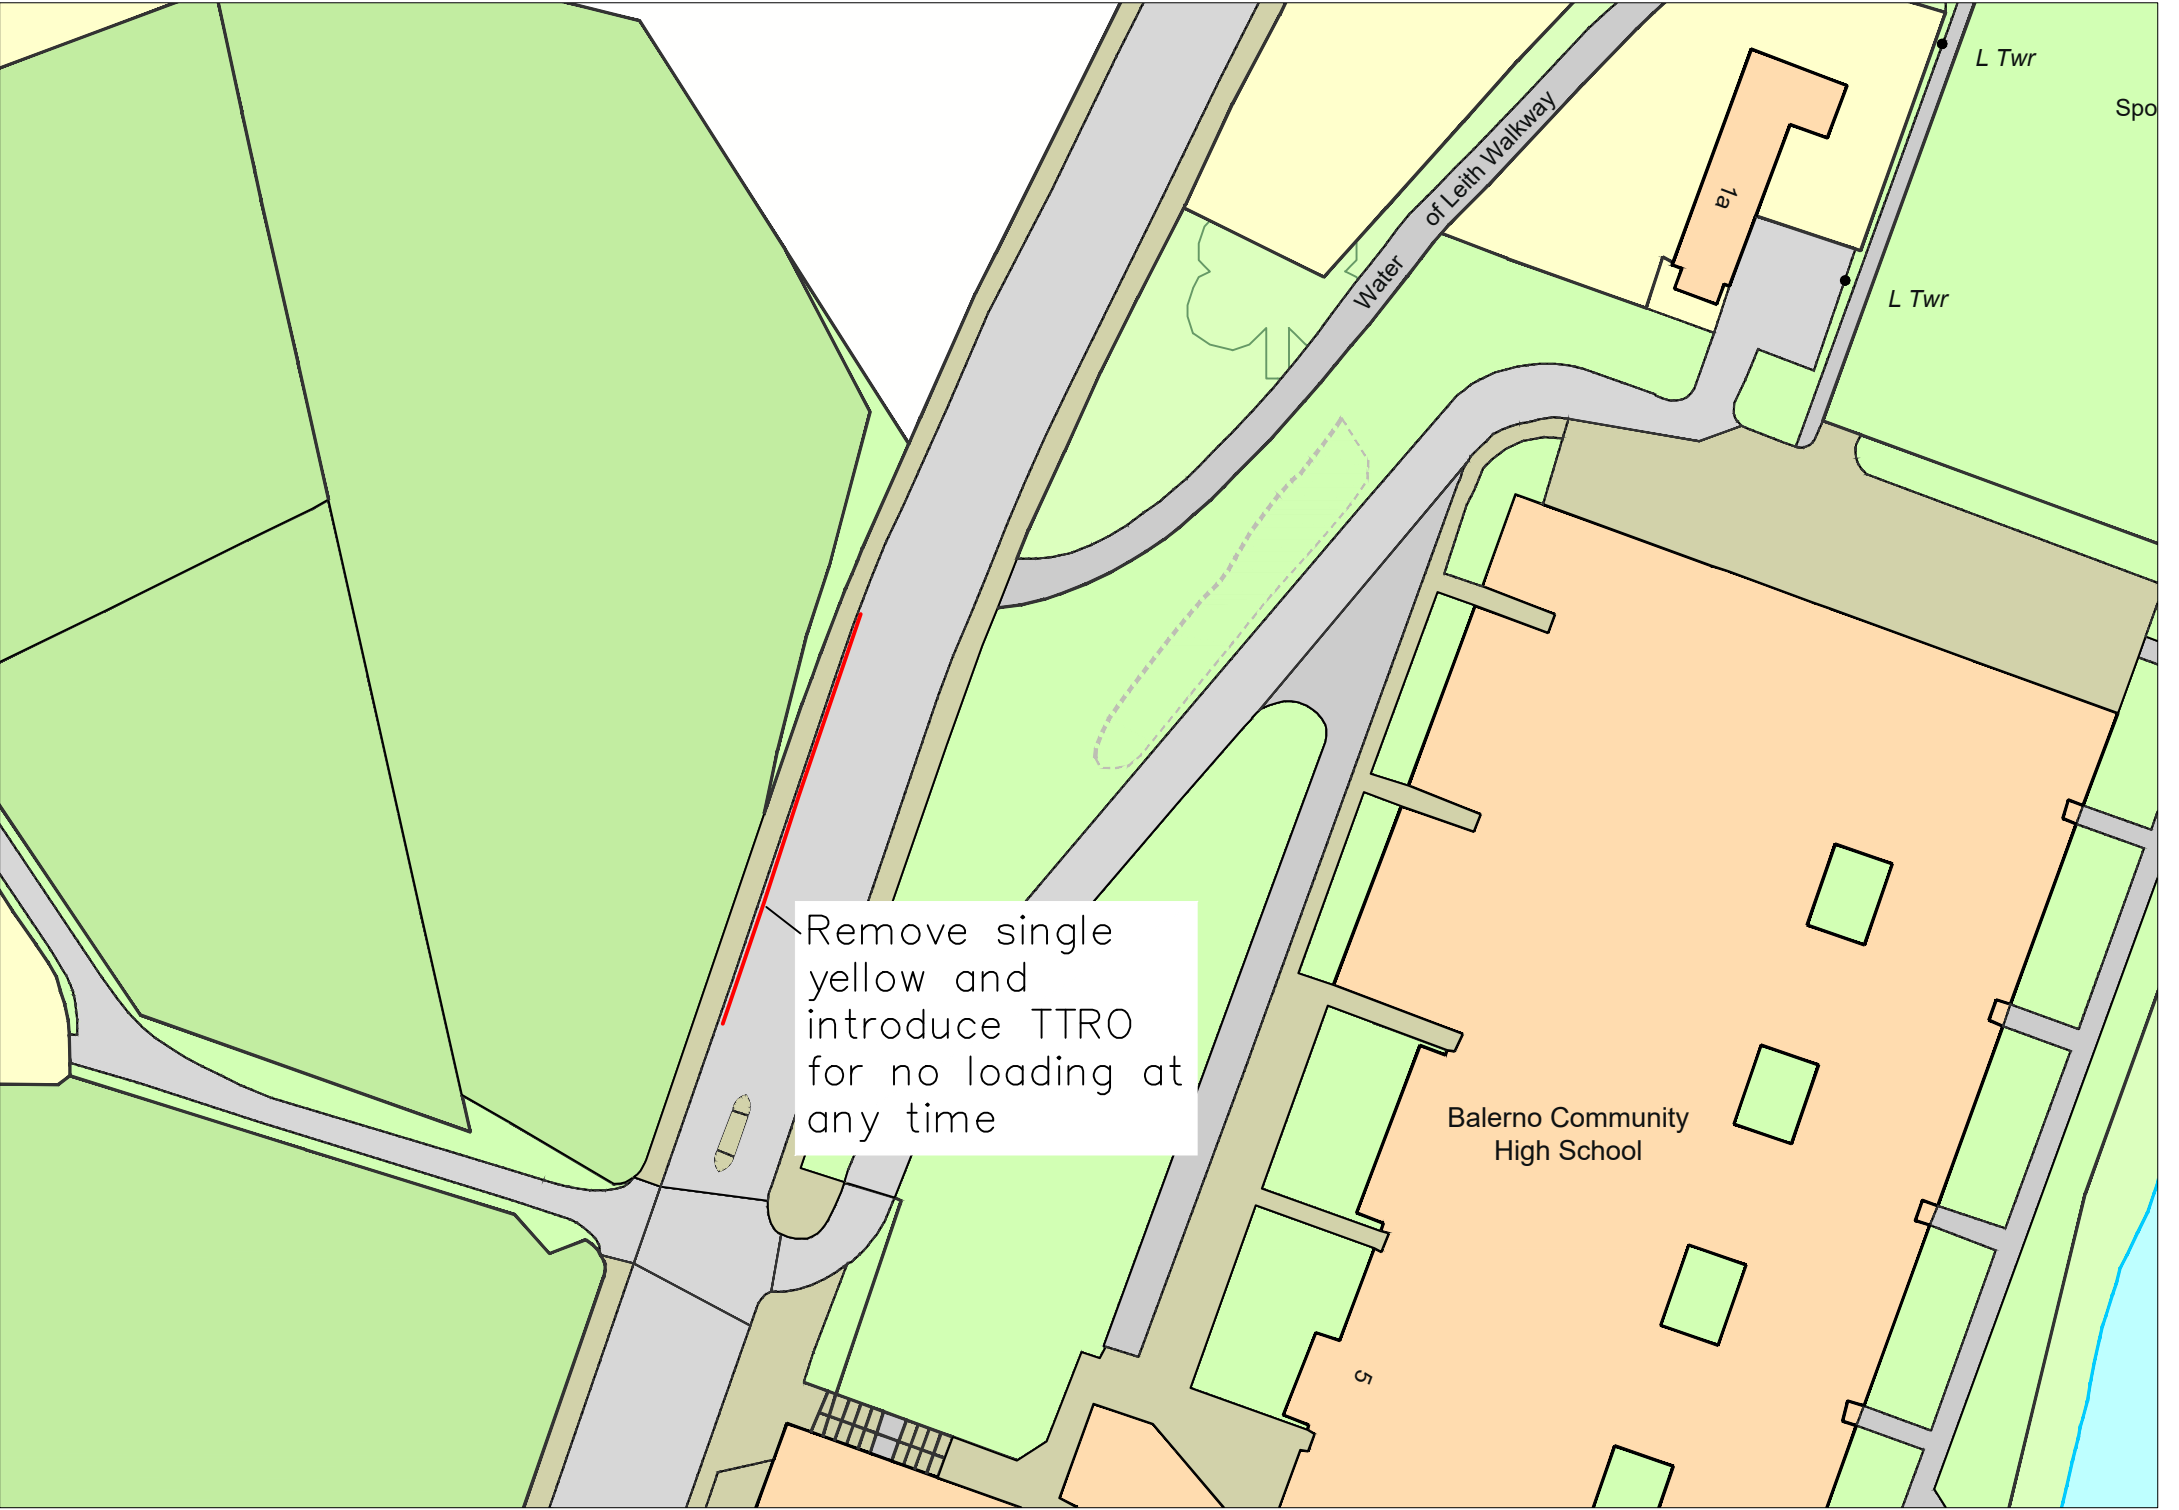 L Twr
Spo
of Leith Walkway
Water
1a
L Twr
Remove single
yellow and
introduce TTRO
for no loading at
any time
Balerno Community
High School
5